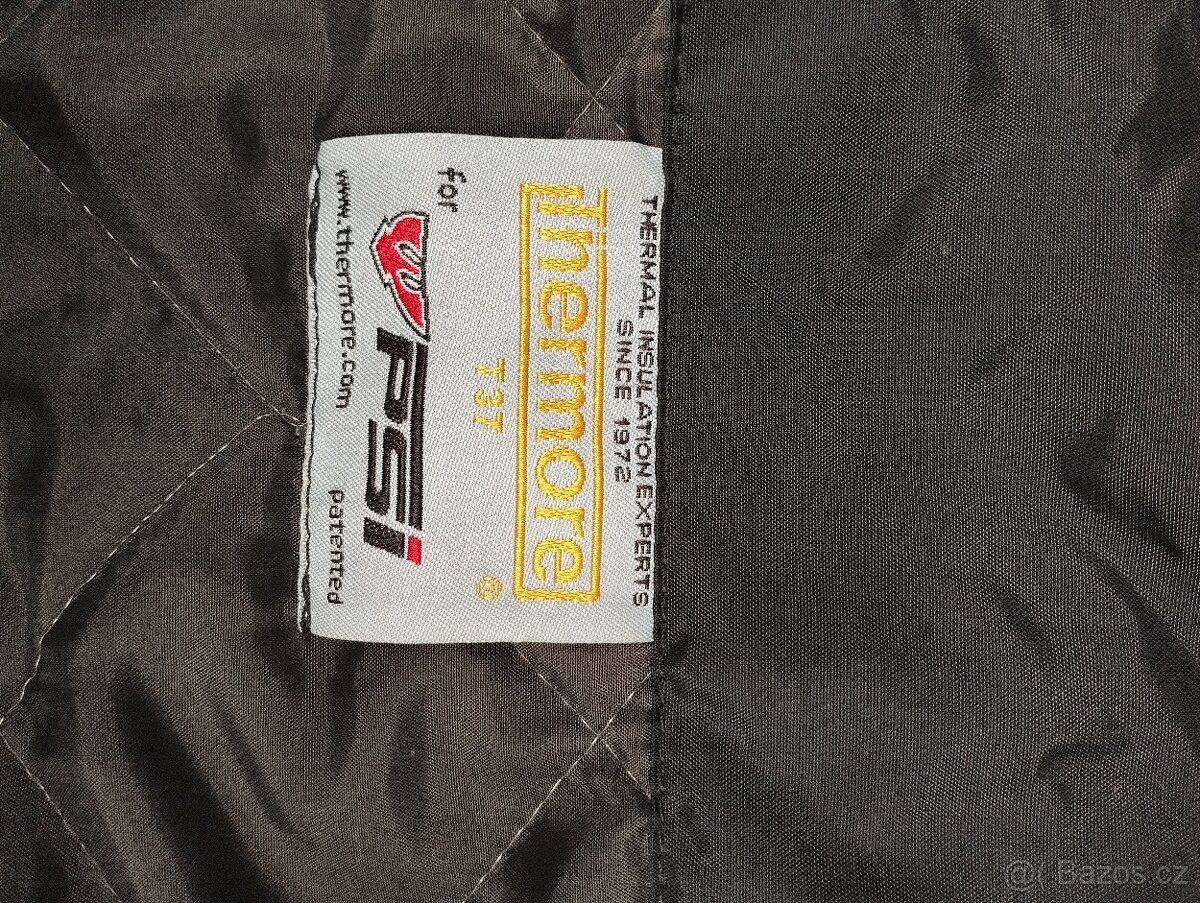 THERMAL INSULATION EXPERTS
SINCE 1972
Thermore
T37 ®
for
PSi
www.thermore.com patented
@( Bazos.cz